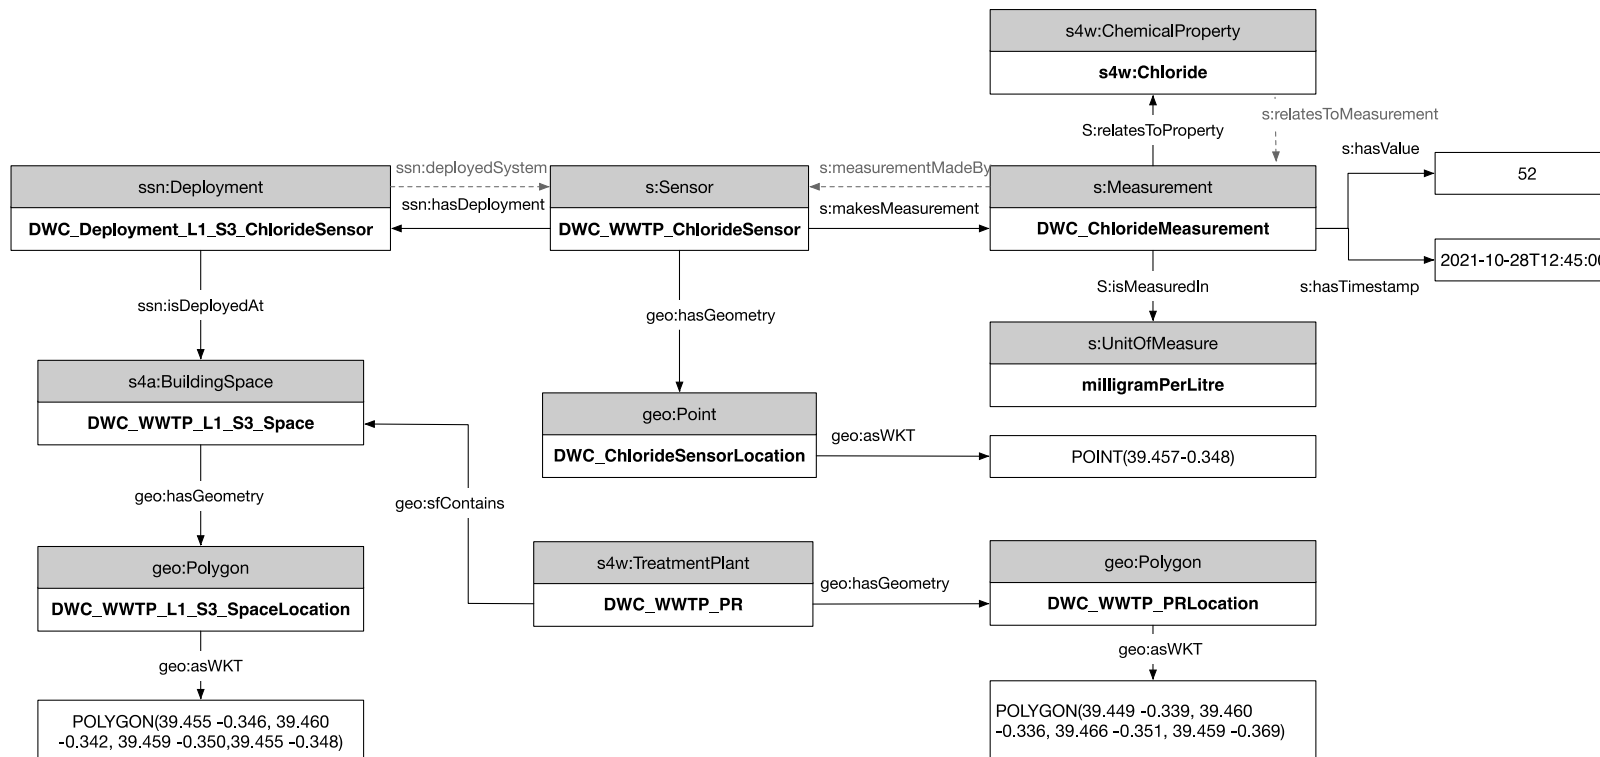 s4w:ChemicalProperty
s4w:Chloride
S:relatesToProperty
s:relatesToMeasurement
s:hasValue
52
ssn:Deployment
DWC_Deployment_L1_S3_ChlorideSensor
ssn:deployedSystem
ssn:hasDeployment
s:Sensor
DWC_WWTP_ChlorideSensor
s:measurementMadeBy
s:makesMeasurement
s:Measurement
DWC_ChlorideMeasurement
2021-10-28T12:45:00
s:hasTimestamp
ssn:isDeployedAt
geo:hasGeometry
S:isMeasuredIn
s:UnitOfMeasure
milligramPerLitre
s4a:BuildingSpace
DWC_WWTP_L1_S3_Space
geo:Point
DWC_ChlorideSensorLocation
geo:asWKT
POINT(39.457-0.348)
geo:hasGeometry
geo:sfContains
geo:Polygon
DWC_WWTP_L1_S3_SpaceLocation
s4w:TreatmentPlant
DWC_WWTP_PR
geo:hasGeometry
geo:Polygon
DWC_WWTP_PRLocation
geo:asWKT
geo:asWKT
POLYGON(39.455 -0.346, 39.460
-0.342, 39.459 -0.350,39.455 -0.348)
POLYGON(39.449 -0.339, 39.460
-0.336, 39.466 -0.351, 39.459 -0.369)